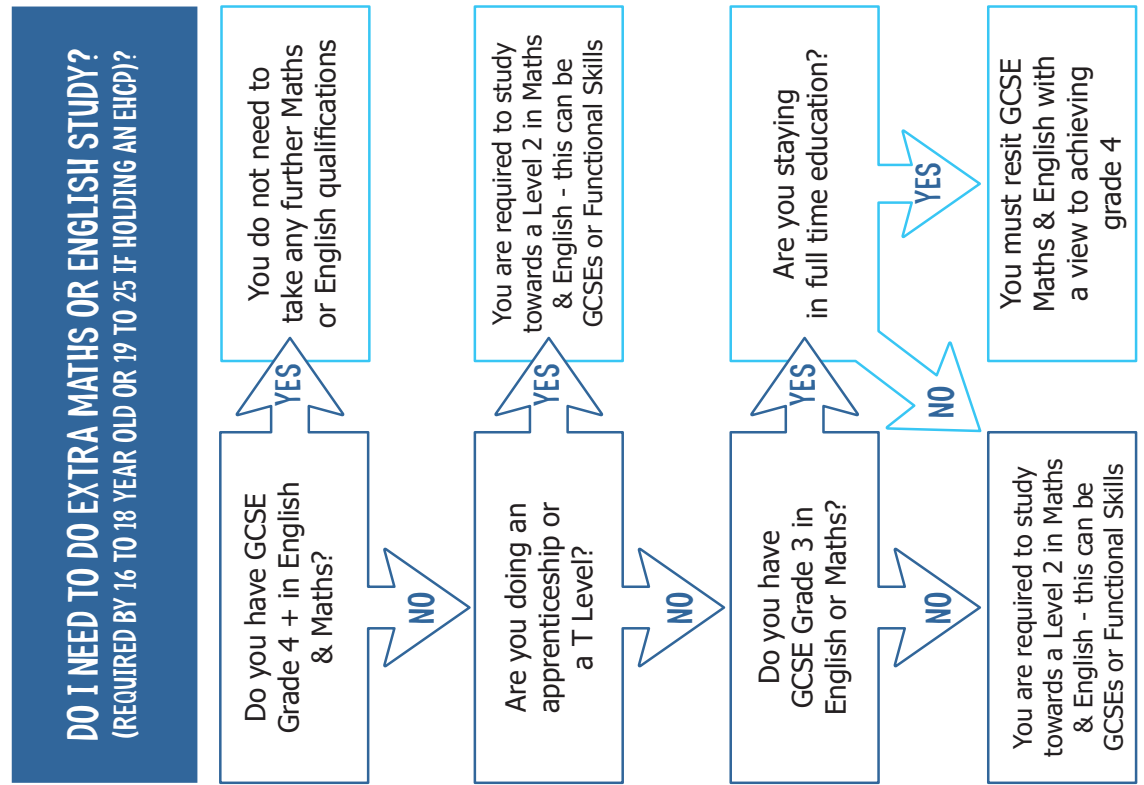 DO I NEED TO DO EXTRA MATHS OR ENGLISH STUDY?
(REQUIRED BY 16 TO 18 YEAR OLD OR 19 TO 25 IF HOLDING AN EHCP)?
Do you have GCSE
Grade 4 + in English
& Maths?
YES
You do not need to
take any further Maths
or English qualifications
NO
Are you doing an
apprenticeship or
a T Level?
YES
You are required to study
towards a Level 2 in Maths
& English - this can be
GCSEs or Functional Skills
NO
Do you have
GCSE Grade 3 in
English or Maths?
YES
Are you staying
in full time education?
NO
NO
YES
You are required to study
towards a Level 2 in Maths
& English - this can be
GCSEs or Functional Skills
You must resit GCSE
Maths & English with
a view to achieving
grade 4